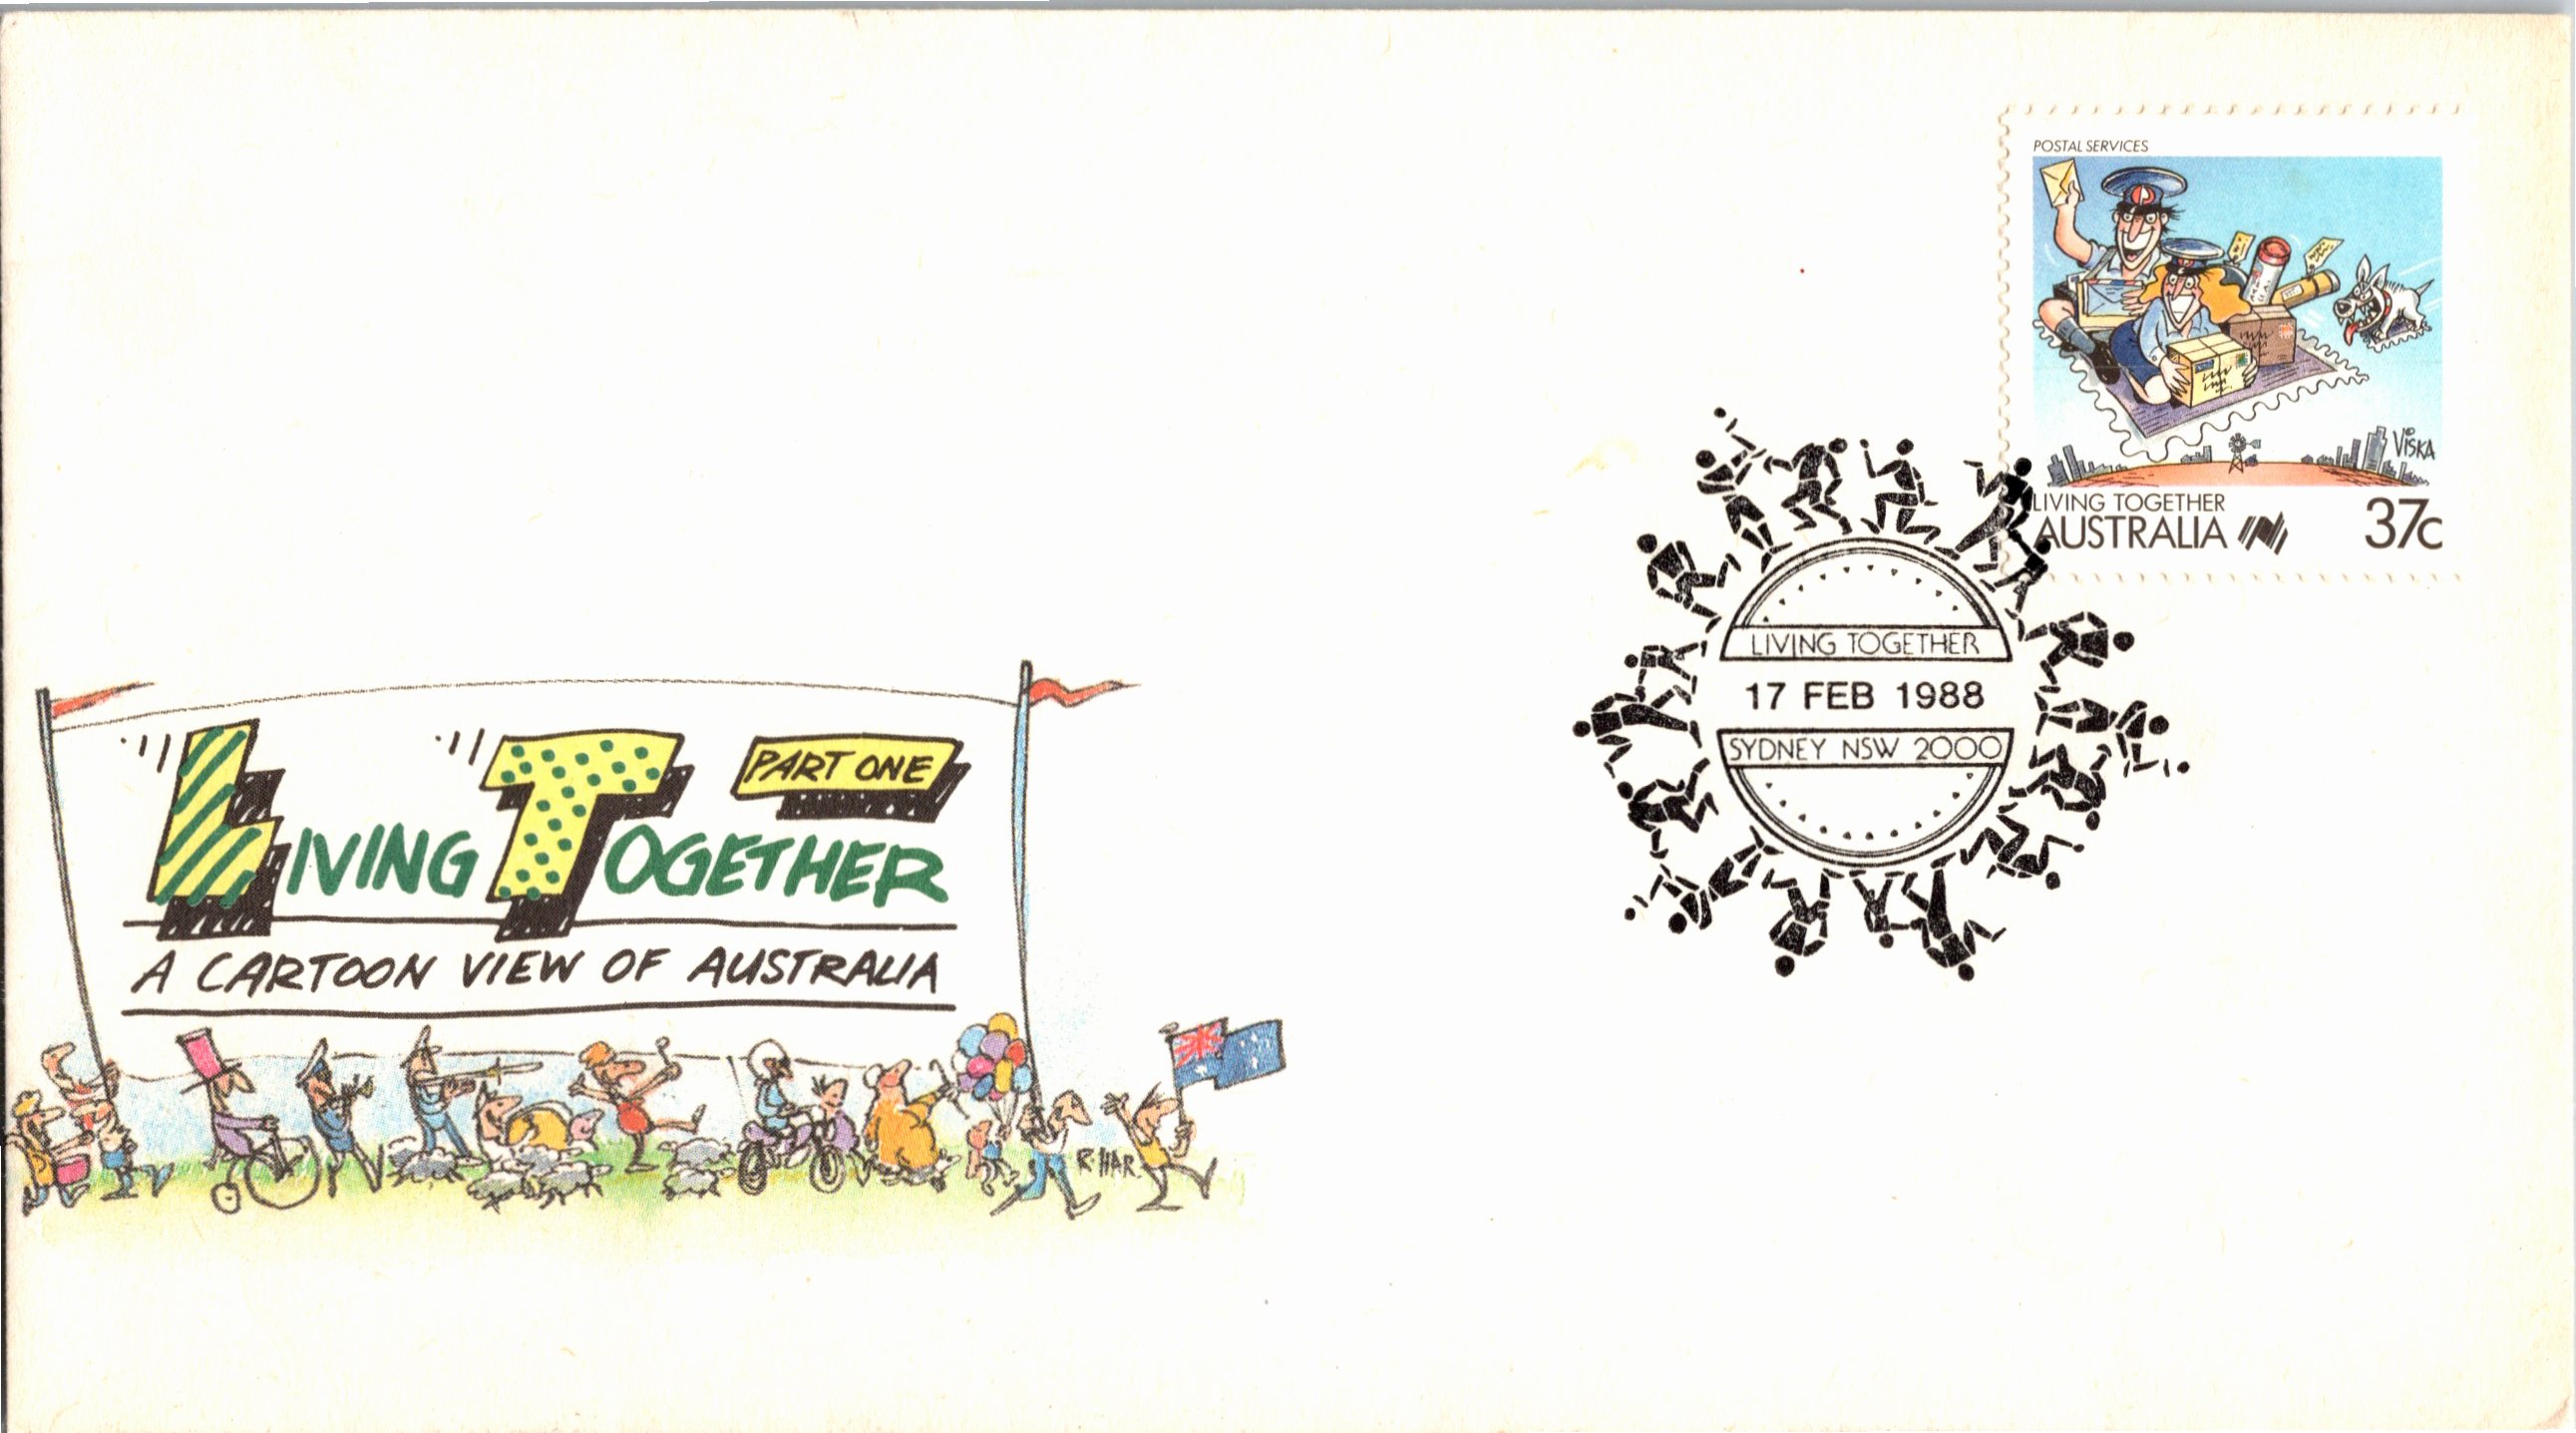 POSTAL SERVICES
VISKA
LIVING TOGETHER
AUSTRALIA
37c
LIVING TOGETHER
17 FEB 1988
SYDNEY NSW 2000
PART ONE
LIVING TOGETHER
A CARTOON VIEW OF AUSTRALIA
R. HAR.